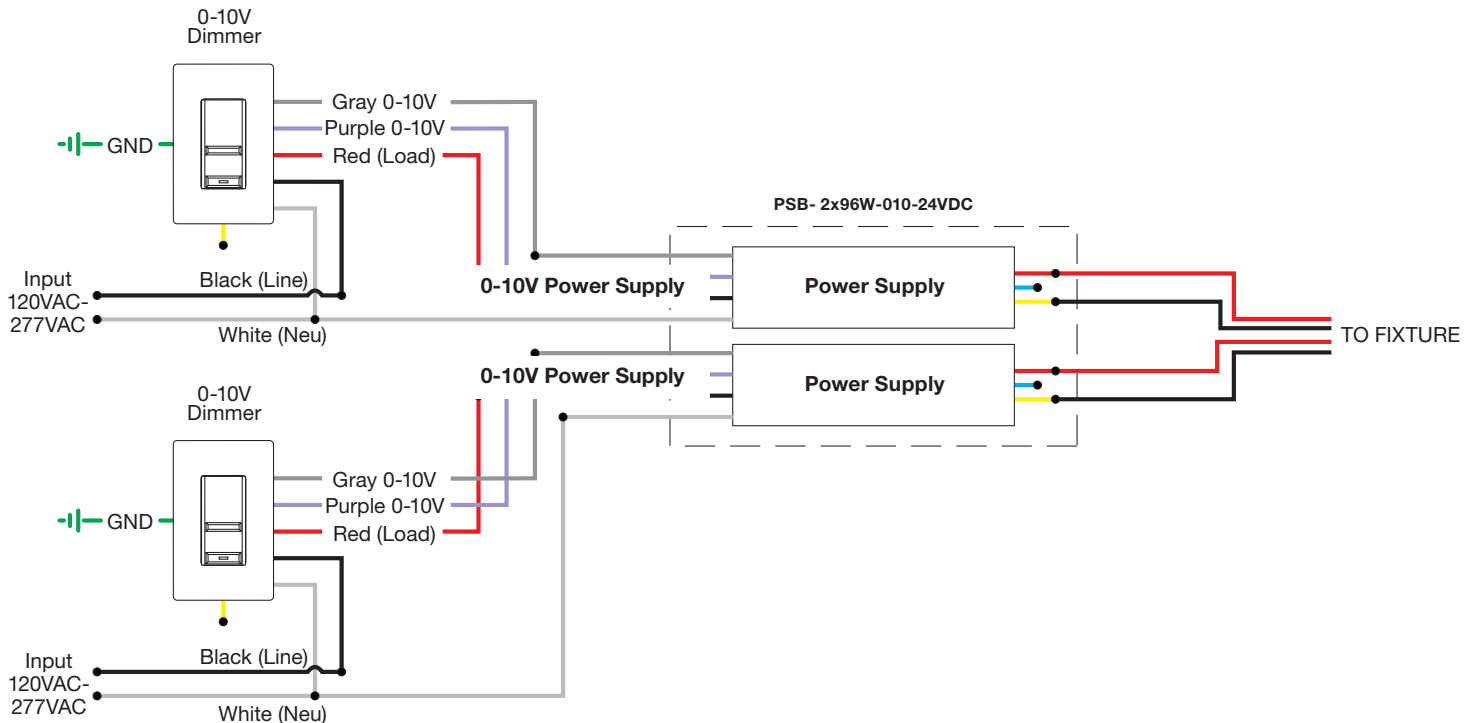 0-10V
Dimmer
Gray 0-10V
Purple 0-10V
GND
Red (Load)
PSB- 2x96W-010-24VDC
Input
120VAC-
277VAC
Black (Line)
0-10V Power Supply
Power Supply
White (Neu)
TO FIXTURE
0-10V Power Supply
Power Supply
0-10V
Dimmer
Gray 0-10V
Purple 0-10V
GND
Red (Load)
Input
120VAC-
277VAC
Black (Line)
White (Neu)